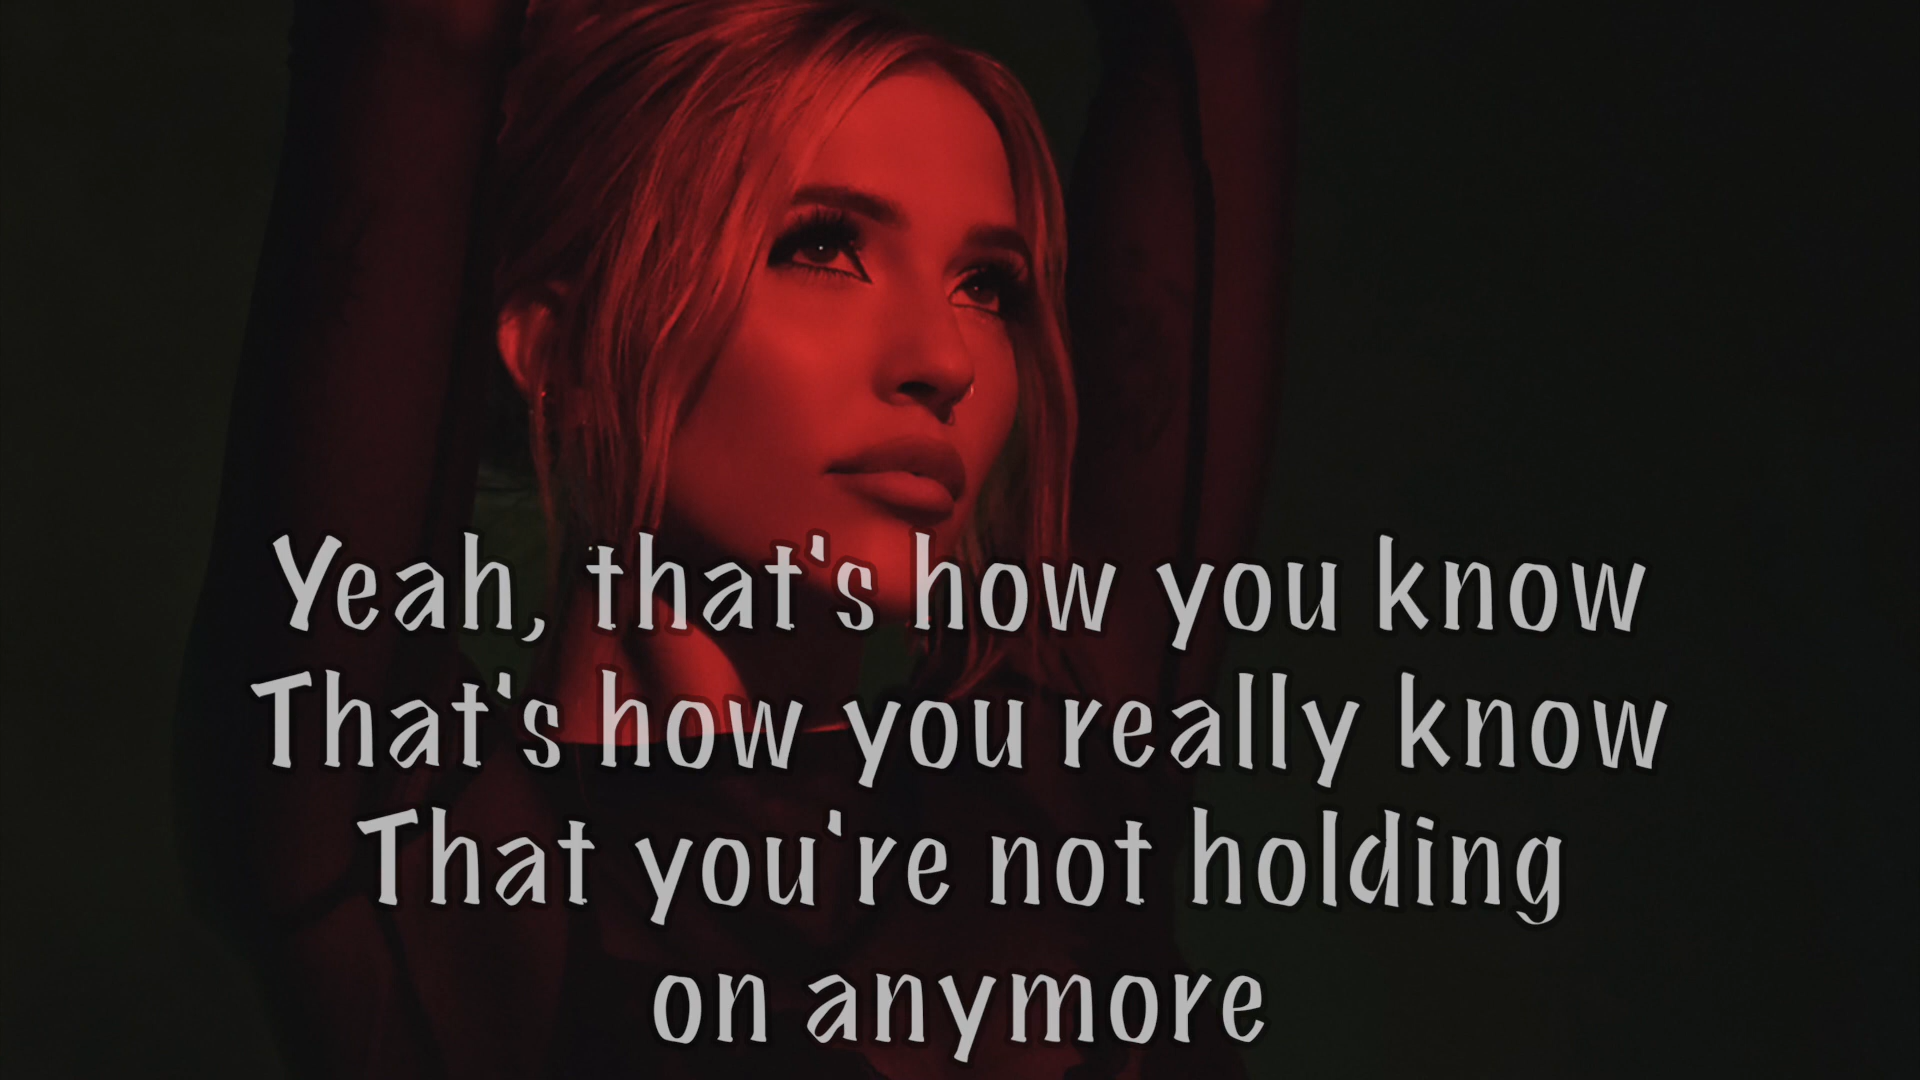 Yeah, that's how you know
That's how you really know
That you're not holding
on anymore